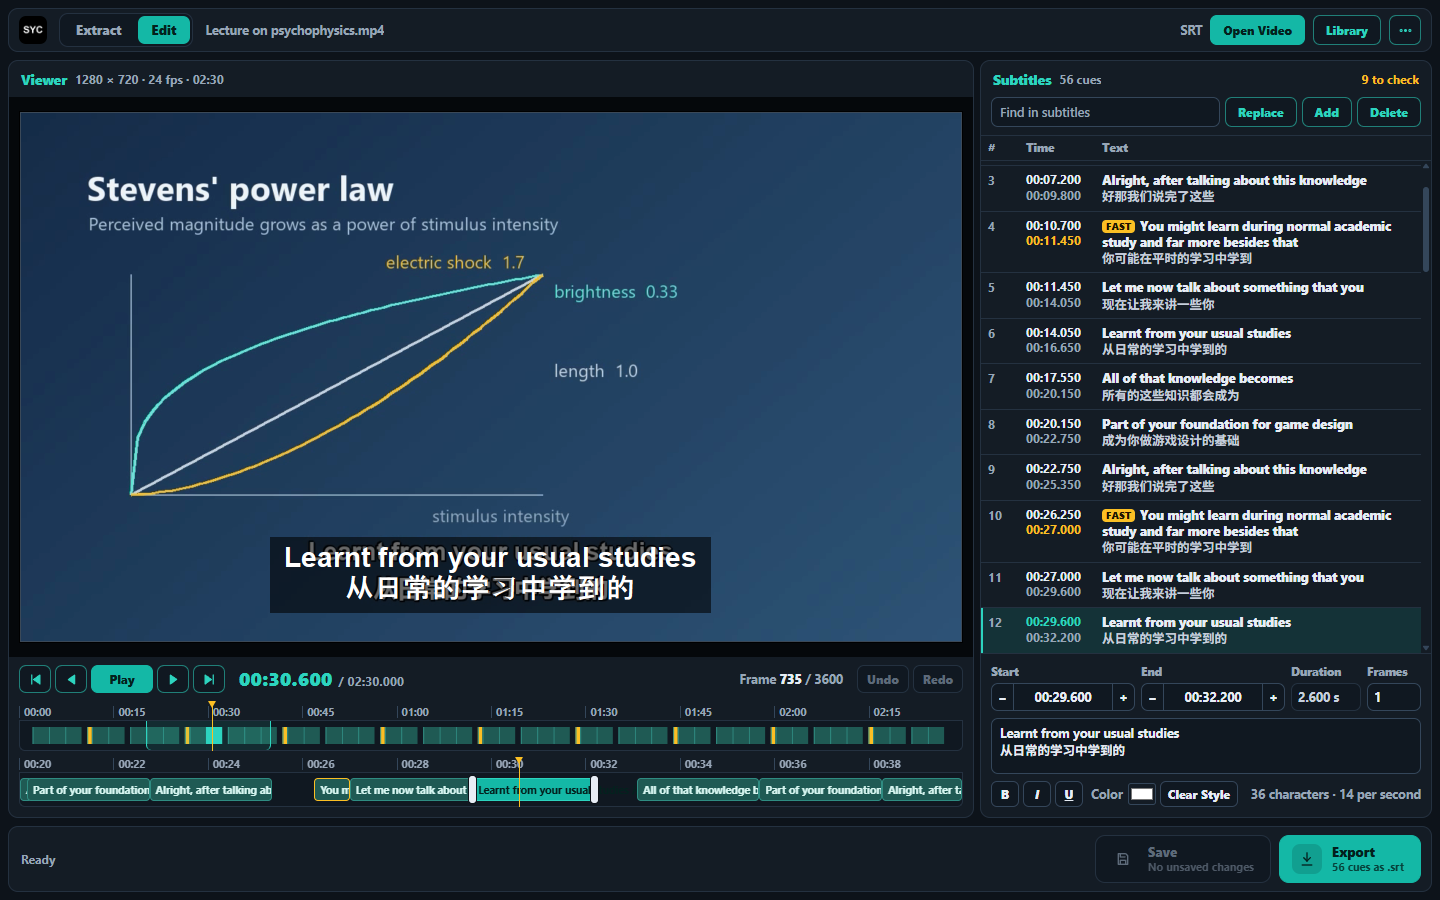 SYC
Extract
Edit
Lecture on psychophysics.mp4
SRT
Open Video
Library
Viewer
1280 × 720 · 24 fps · 02:30
Stevens' power law
Perceived magnitude grows as a power of stimulus intensity
electric shock 1.7
brightness 0.33
length 1.0
stimulus intensity
Learnt from your usual studies
从日常的学习中学到的
Learnt from your usual studies
从日常的学习中学到的
Play
00:30.600 / 02:30.000
Frame 735 / 3600
Undo
Redo
00:00 00:15 00:30 00:45 01:00 01:15 01:30 01:45 02:00 02:15
00:20 00:22 00:24 00:26 00:28 00:30 00:32 00:34 00:36 00:38
Part of your foundation
Alright, after talking ab
You m
Let me now talk about
Learnt from your usual
All of that knowledge b
Part of your foundation
Alright, after ta
Subtitles
56 cues
9 to check
Find in subtitles
Replace
Add
Delete
# Time Text
3 00:07.200 Alright, after talking about this knowledge
00:09.800 好那我们说完了这些
4 00:10.700 FAST You might learn during normal academic
00:11.450 study and far more besides that
你可能在平时的学习中学到
5 00:11.450 Let me now talk about something that you
00:14.050 现在让我来讲一些你
6 00:14.050 Learnt from your usual studies
00:16.650 从日常的学习中学到的
7 00:17.550 All of that knowledge becomes
00:20.150 所有的这些知识都会成为
8 00:20.150 Part of your foundation for game design
00:22.750 成为你做游戏设计的基础
9 00:22.750 Alright, after talking about this knowledge
00:25.350 好那我们说完了这些
10 00:26.250 FAST You might learn during normal academic
00:27.000 study and far more besides that
你可能在平时的学习中学到
11 00:27.000 Let me now talk about something that you
00:29.600 现在让我来讲一些你
12 00:29.600 Learnt from your usual studies
00:32.200 从日常的学习中学到的
Start End Duration Frames
– 00:29.600 + – 00:32.200 + 2.600 s 1
Learnt from your usual studies
从日常的学习中学到的
B I U Color Clear Style 36 characters · 14 per second
Ready
Save
No unsaved changes
Export
56 cues as .srt